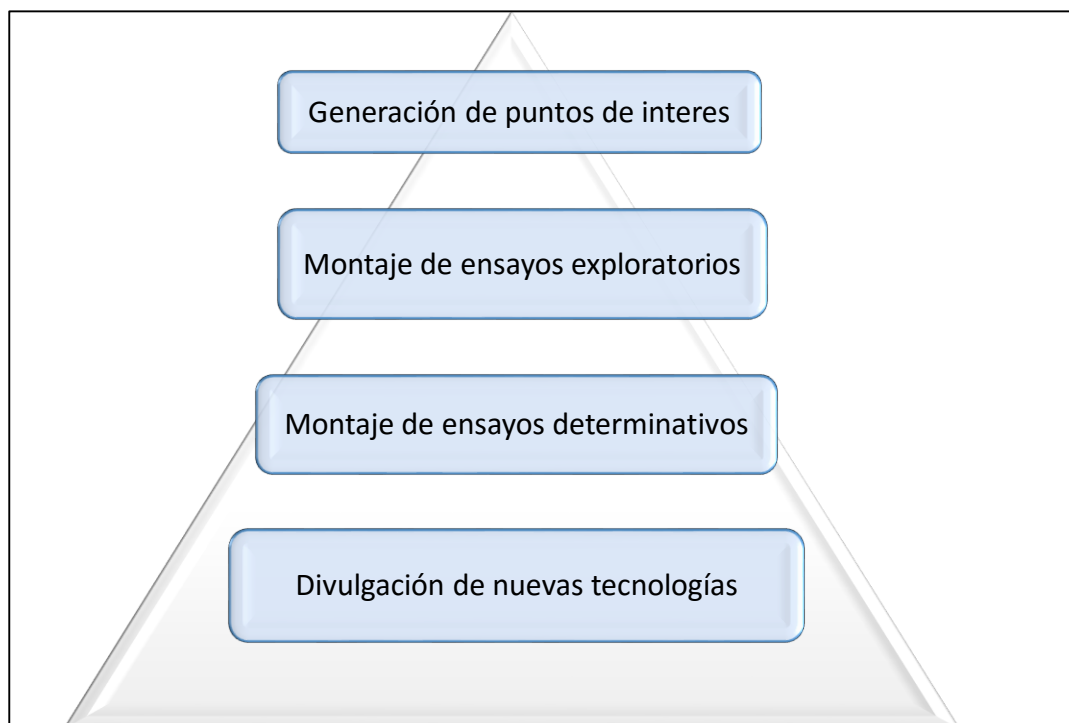 Generación de puntos de interes
Montaje de ensayos exploratorios
Montaje de ensayos determinativos
Divulgación de nuevas tecnologías